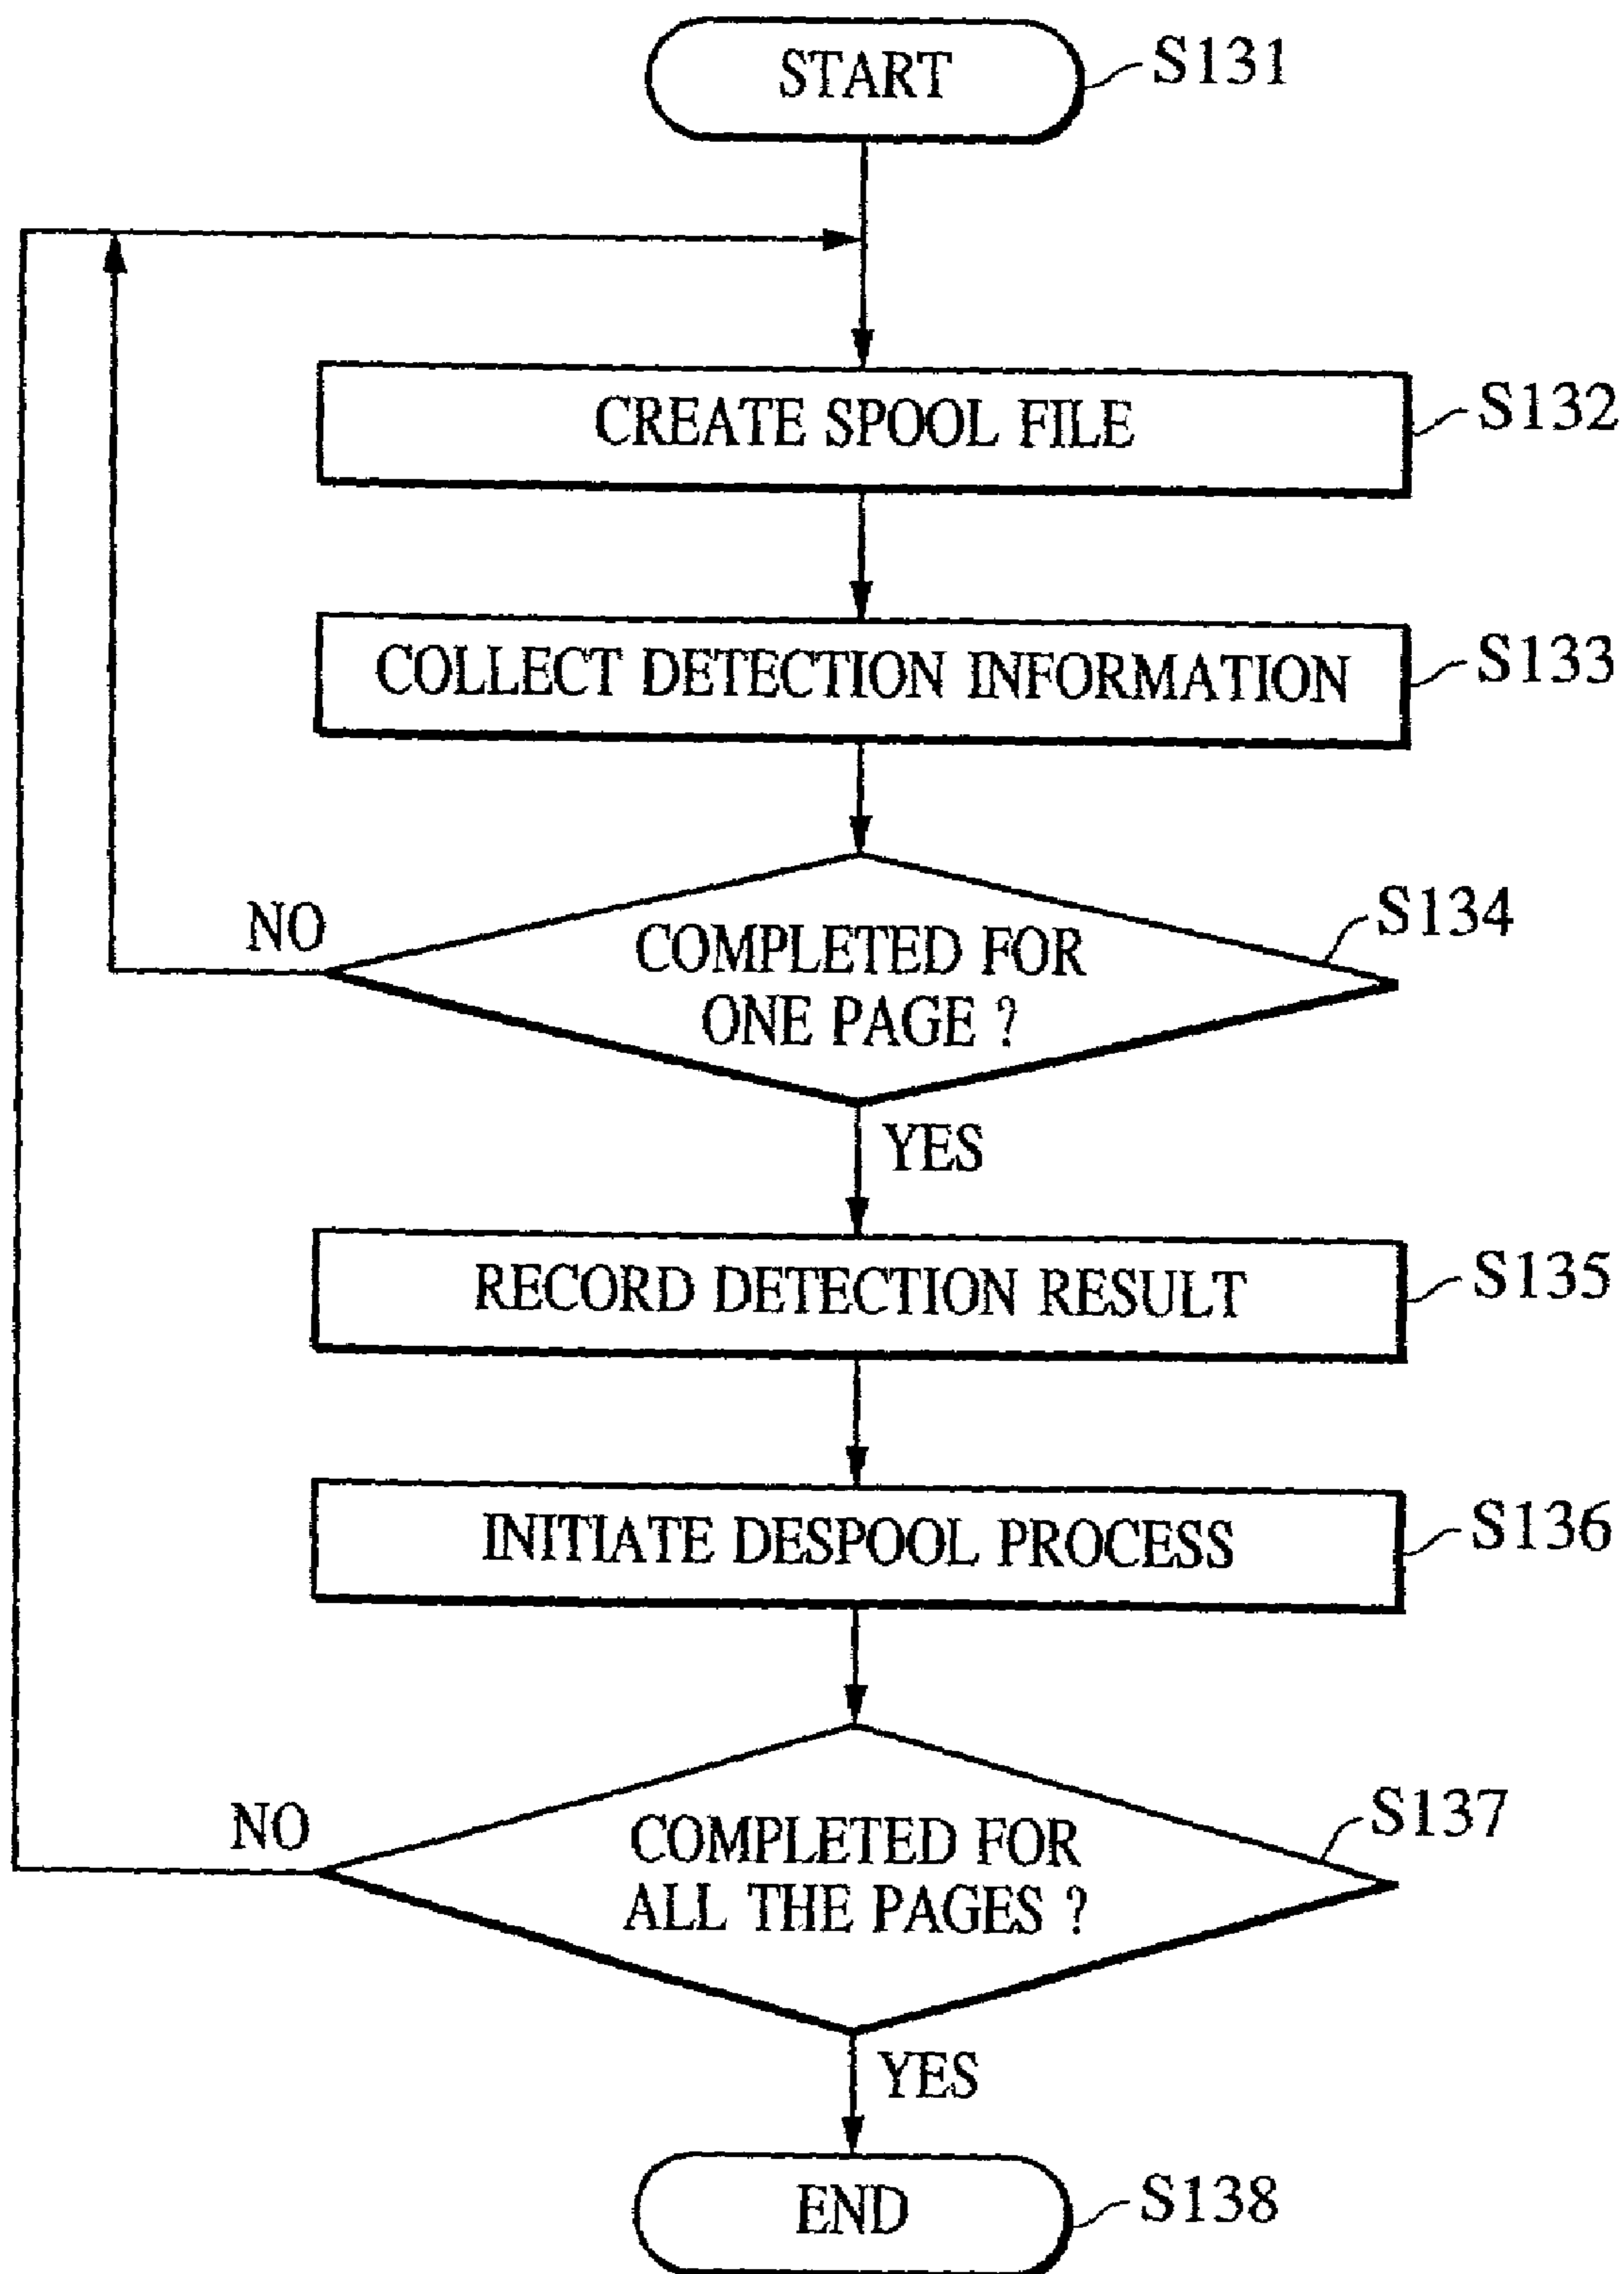 START
S131
CREATE SPOOL FILE
S132
COLLECT DETECTION INFORMATION
S133
NO
COMPLETED FOR
ONE PAGE ?
S134
YES
RECORD DETECTION RESULT
S135
INITIATE DESPOOL PROCESS
S136
NO
COMPLETED FOR
ALL THE PAGES ?
S137
YES
END
S138